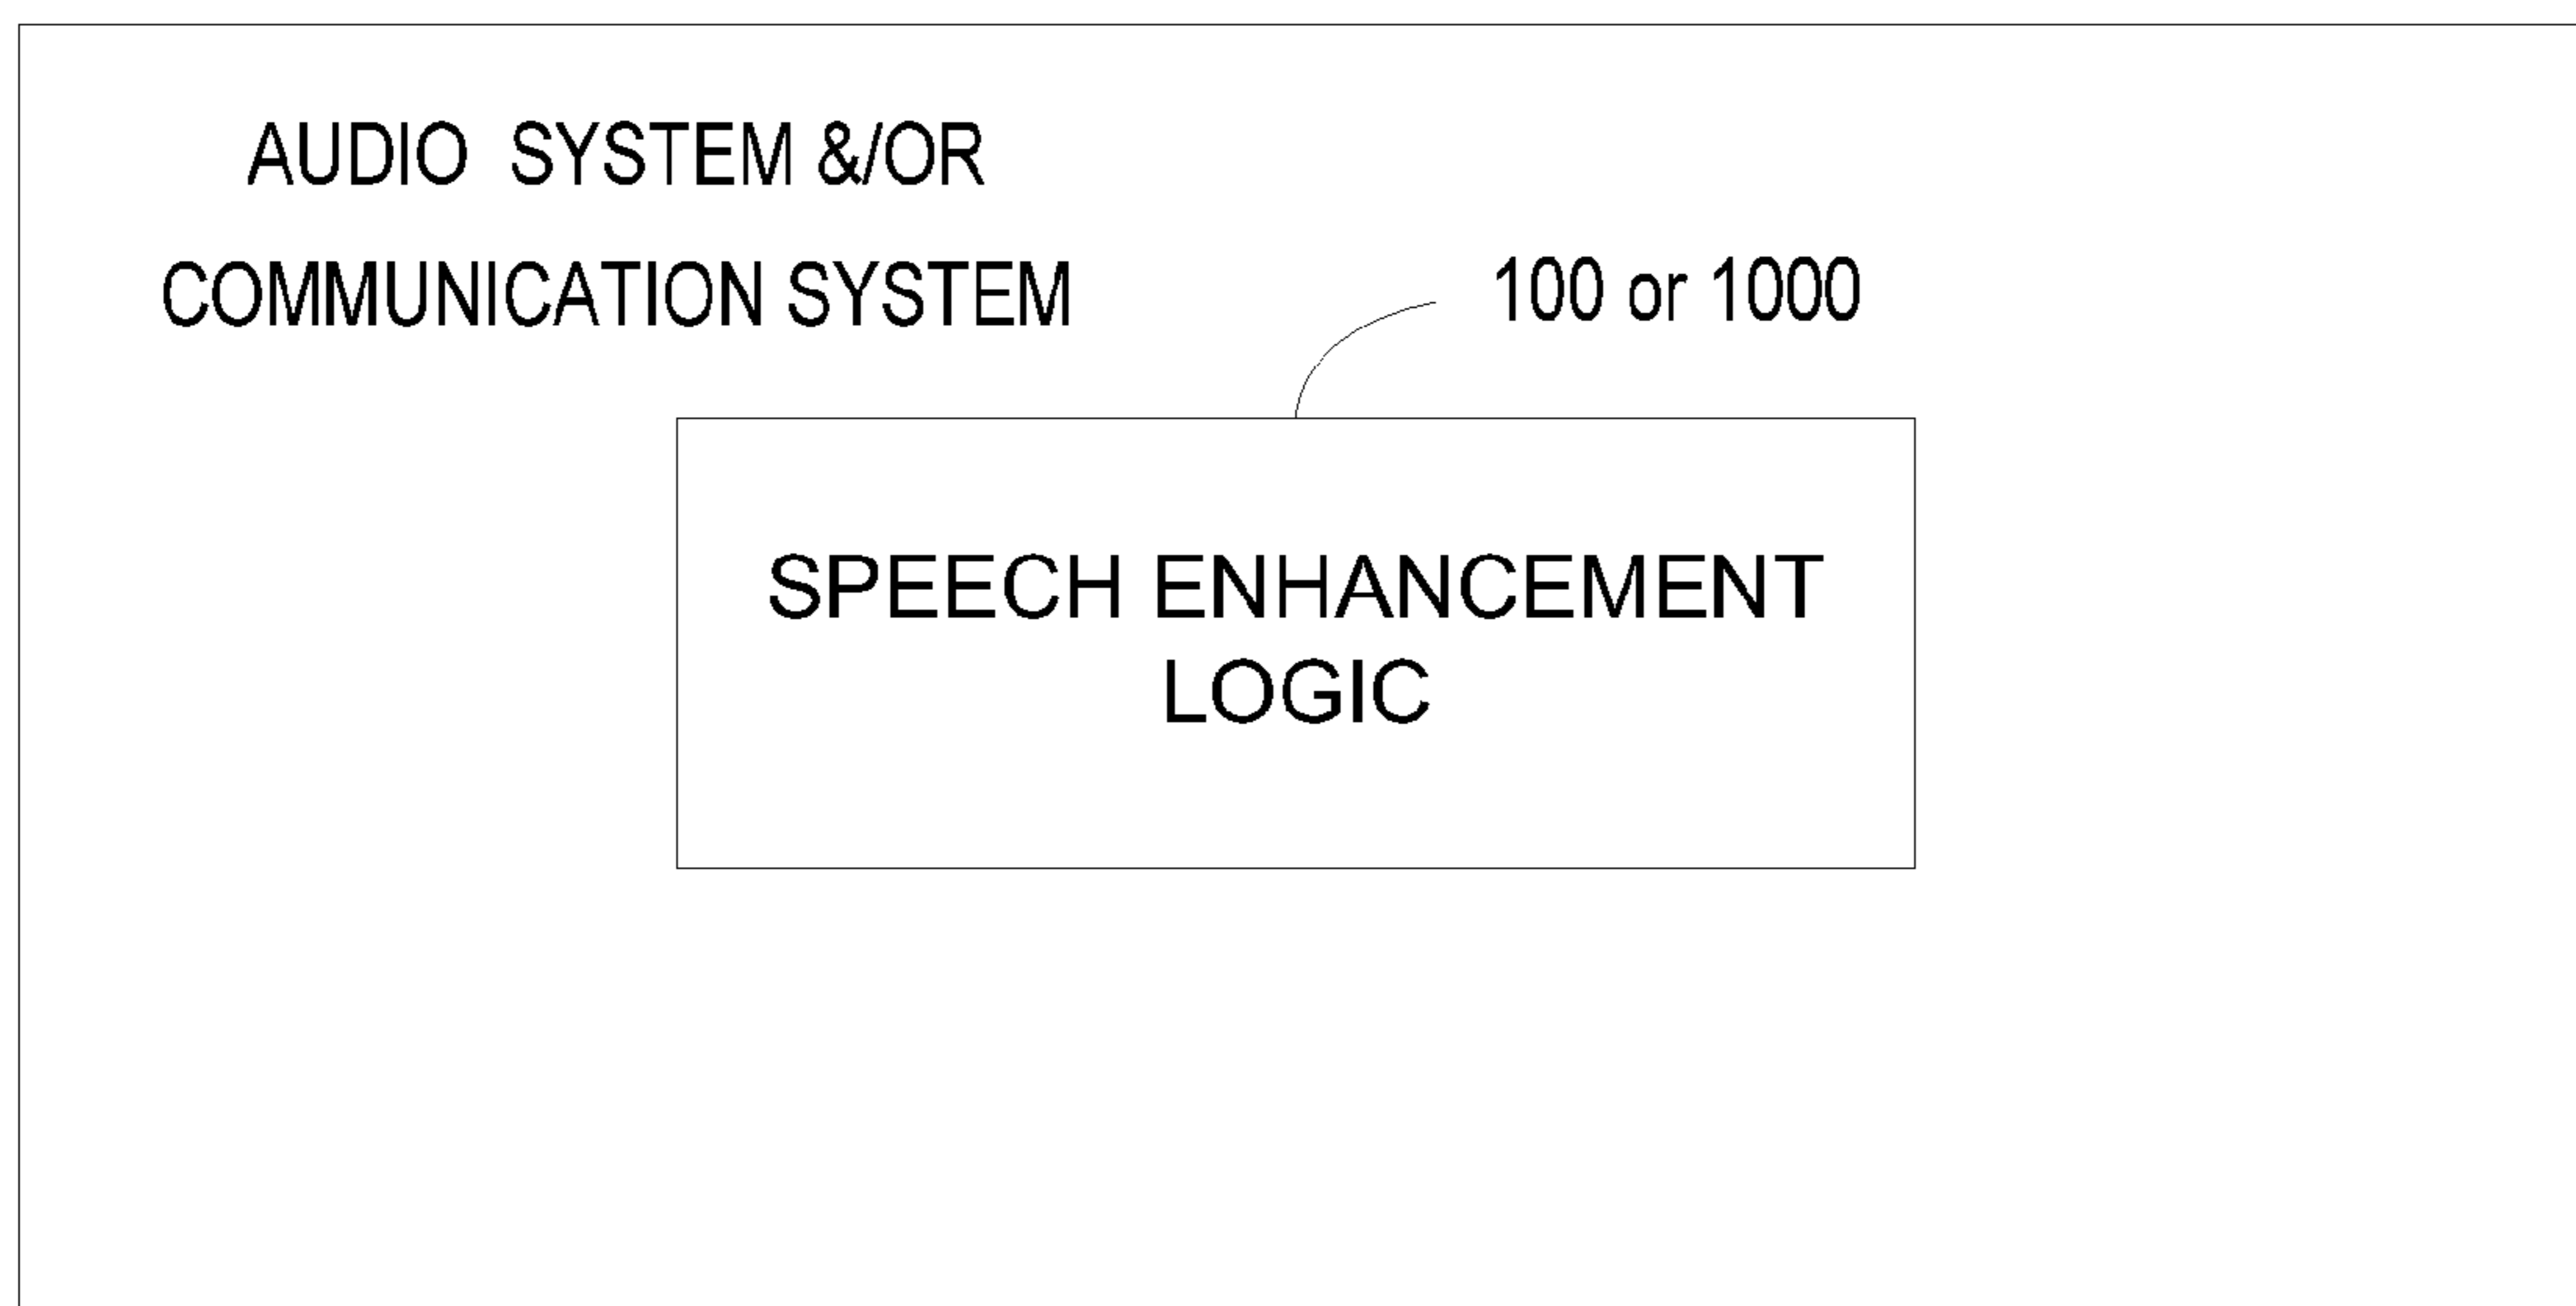 AUDIO SYSTEM &/OR
COMMUNICATION SYSTEM
100 or 1000
SPEECH ENHANCEMENT
LOGIC